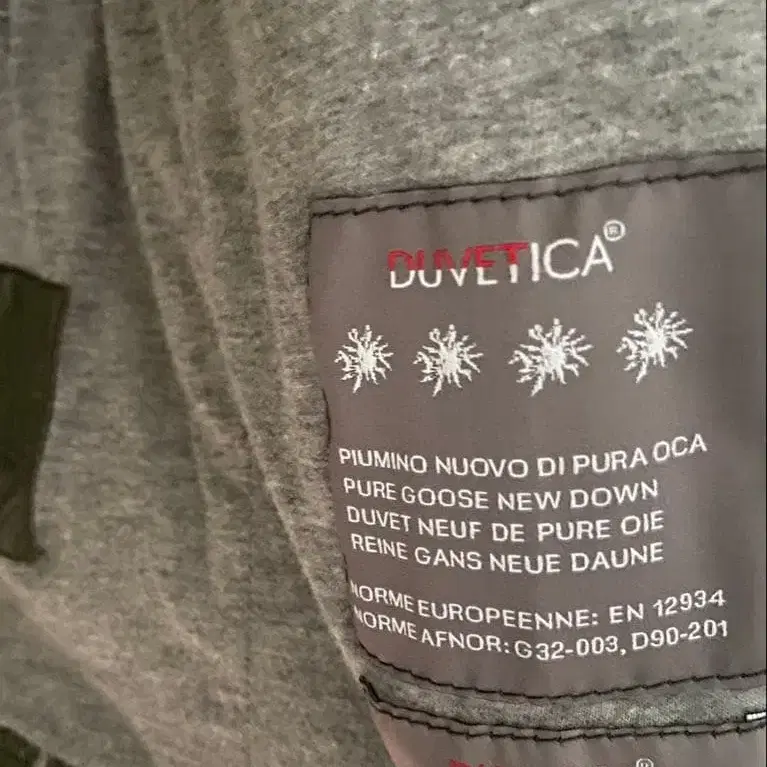 DUVETICA®
PIUMINO NUOVO DI PURA OCA
PURE GOOSE NEW DOWN
DUVET NEUF DE PURE OIE
REINE GANS NEUE DAUNE
NORME EUROPEENNE: EN 12934
NORME AFNOR: G32-003, D90-201